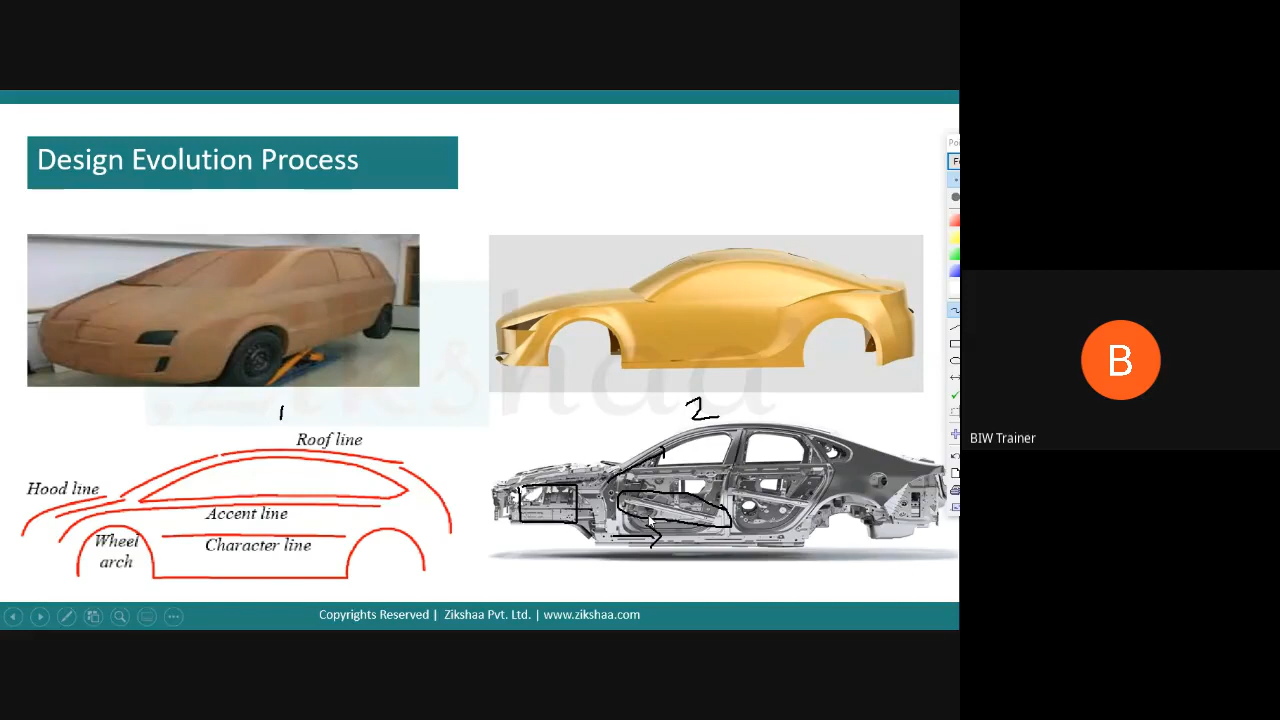 Design Evolution Process
Zikshaa
1
2
Roof line
Hood line
Accent line
Wheel
arch
Character line
Copyrights Reserved | Zikshaa Pvt. Ltd. | www.zikshaa.com
B
BIW Trainer